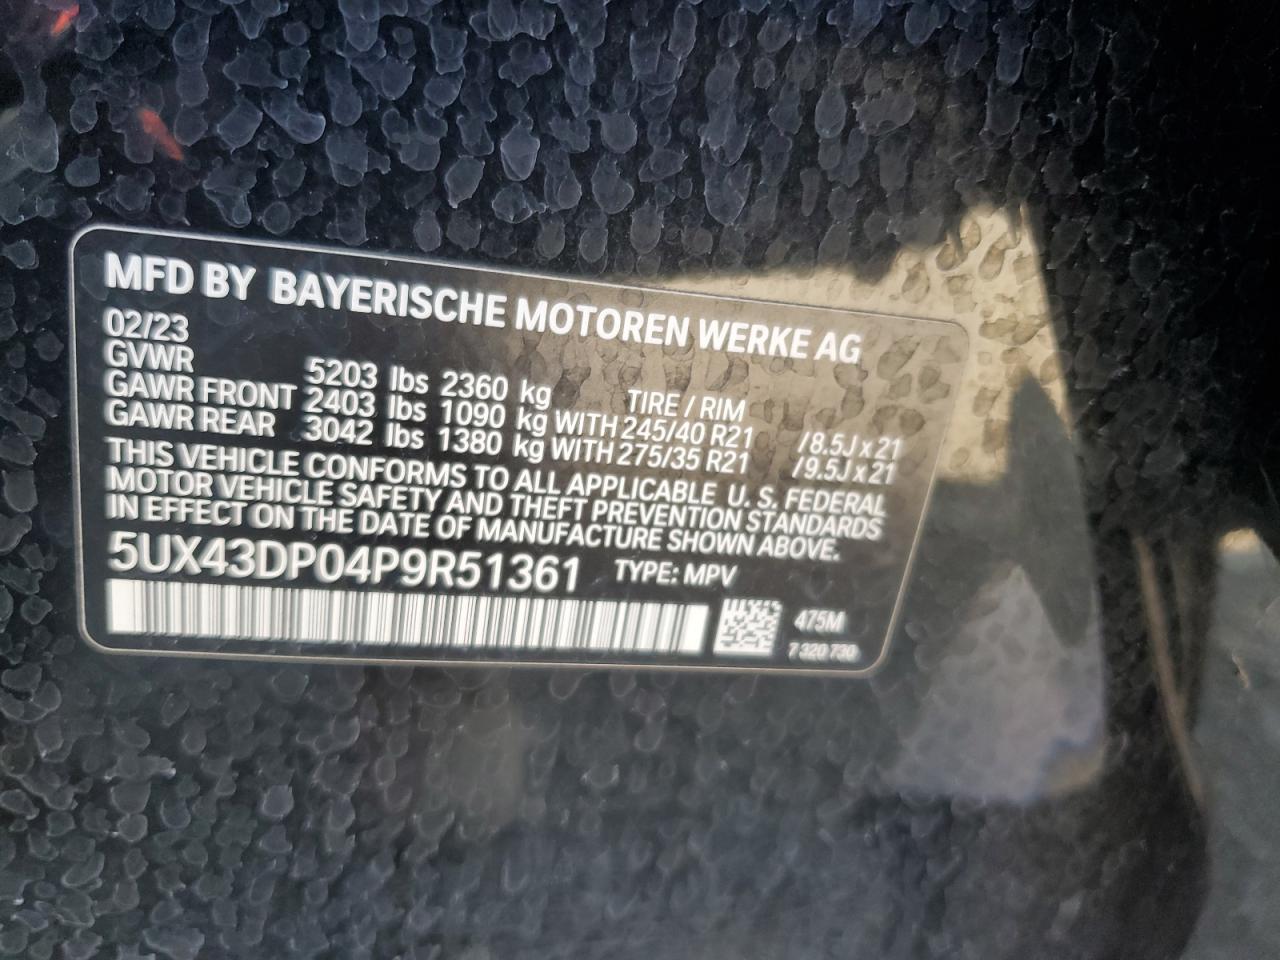 MFD BY BAYERISCHE MOTOREN WERKE AG
02/23
GVWR 5203 lbs 2360 kg TIRE / RIM
GAWR FRONT 2403 lbs 1090 kg WITH 245/40 R21 /8.5J x 21
GAWR REAR 3042 lbs 1380 kg WITH 275/35 R21 /9.5J x 21
THIS VEHICLE CONFORMS TO ALL APPLICABLE U. S. FEDERAL
MOTOR VEHICLE SAFETY AND THEFT PREVENTION STANDARDS
IN EFFECT ON THE DATE OF MANUFACTURE SHOWN ABOVE.
5UX43DP04P9R51361 TYPE: MPV
475M
7 320 730